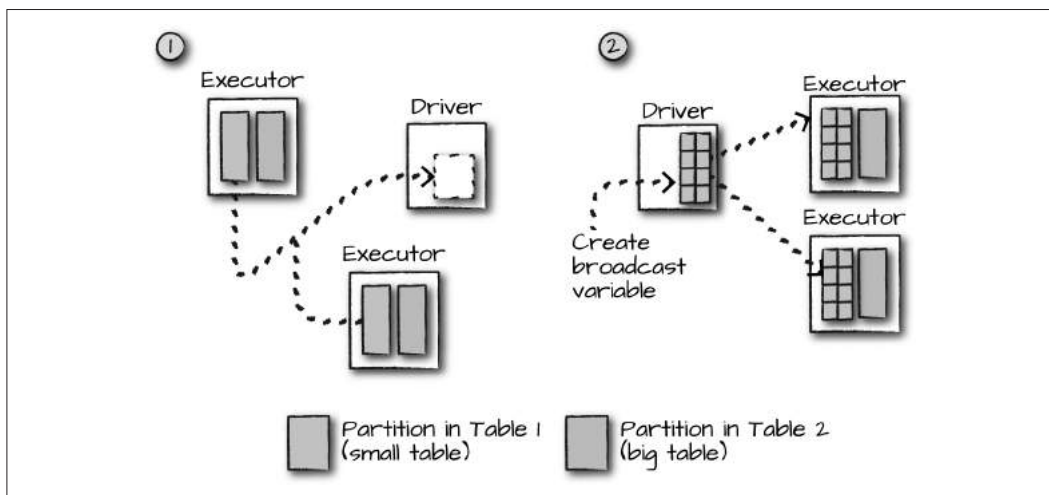 1
Executor
Driver
Executor
2
Driver
Executor
Executor
Create
broadcast
variable
Partition in Table 1
(small table)
Partition in Table 2
(big table)